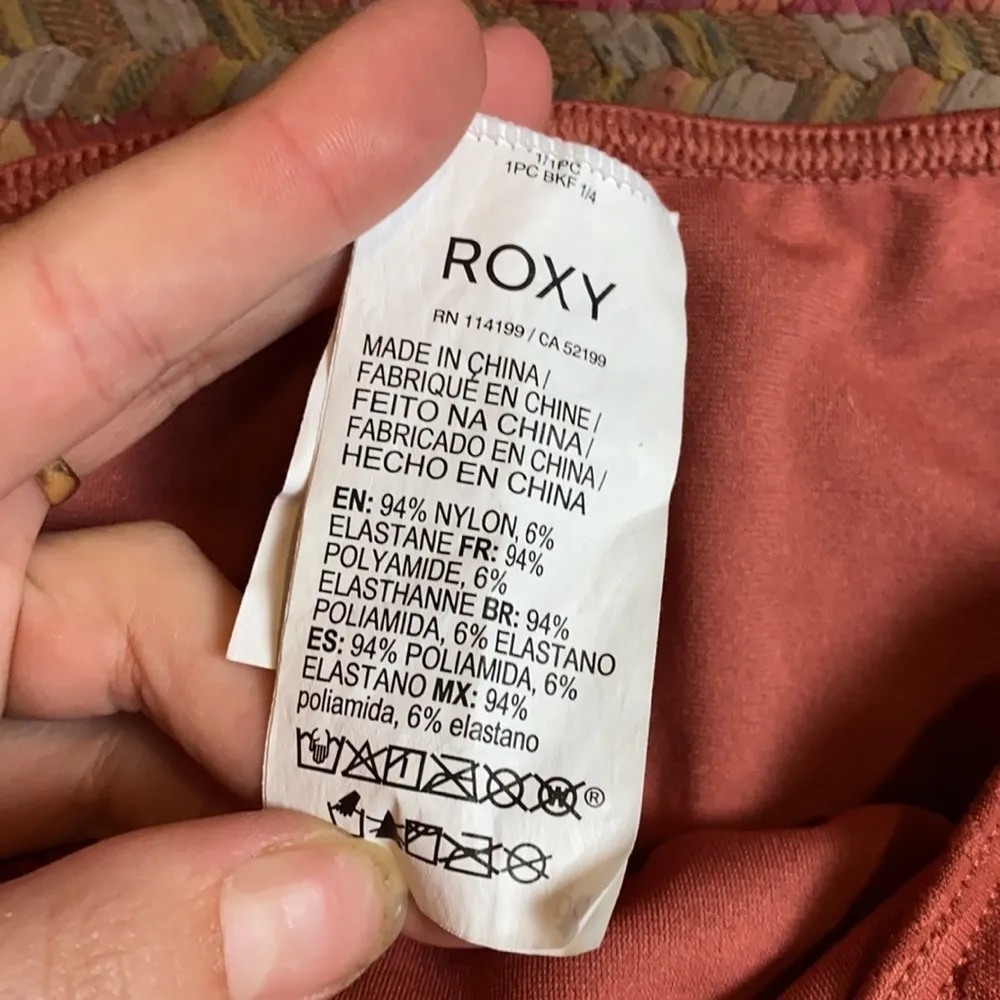 1/1PC
1PC BKF 1/4
ROXY
RN 114199 / CA 52199
MADE IN CHINA/
FABRIQUÉ EN CHINE/
FEITO NA CHINA/
FABRICADO EN CHINA/
HECHO EN CHINA
EN: 94% NYLON, 6%
ELASTANE FR: 94%
POLYAMIDE, 6%
ELASTHANNE BR: 94%
POLIAMIDA, 6% ELASTANO
ES: 94% POLIAMIDA, 6%
ELASTANO MX: 94%
poliamida, 6% elastano
W ®